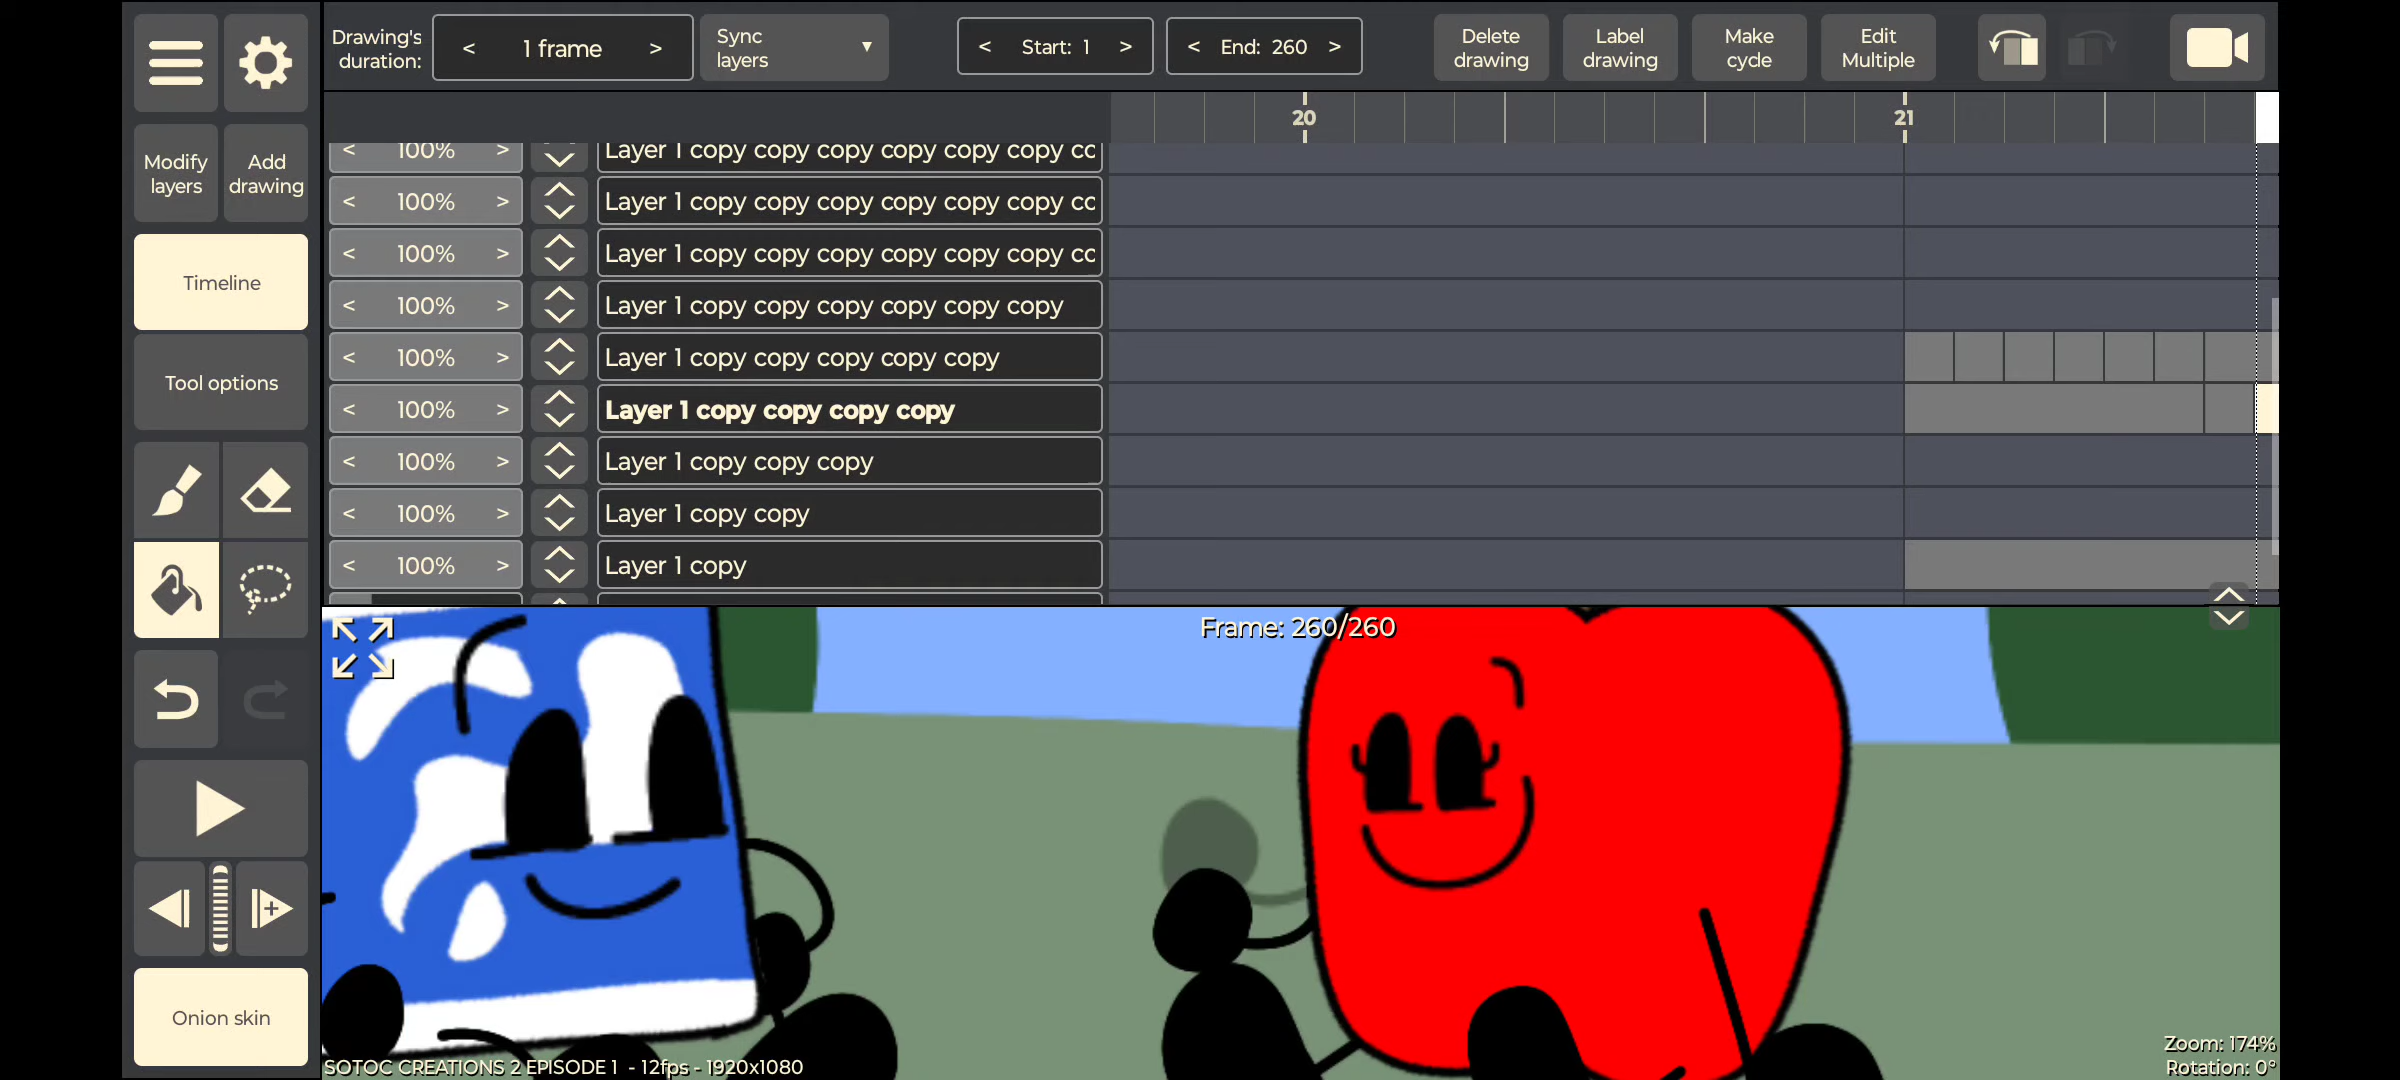 Drawing's duration:
< 1 frame >
Sync layers ▼
< Start: 1 >
< End: 260 >
Delete drawing
Label drawing
Make cycle
Edit Multiple
Modify layers
Add drawing
20
21
< 100% > Layer 1 copy copy copy copy copy copy co
< 100% > Layer 1 copy copy copy copy copy copy co
< 100% > Layer 1 copy copy copy copy copy copy co
< 100% > Layer 1 copy copy copy copy copy copy
< 100% > Layer 1 copy copy copy copy copy
< 100% > Layer 1 copy copy copy copy
< 100% > Layer 1 copy copy copy
< 100% > Layer 1 copy copy
< 100% > Layer 1 copy
Timeline
Tool options
Onion skin
Frame: 260/260
SOTOC CREATIONS 2 EPISODE 1 - 12fps - 1920x1080
Zoom: 174%
Rotation: 0°